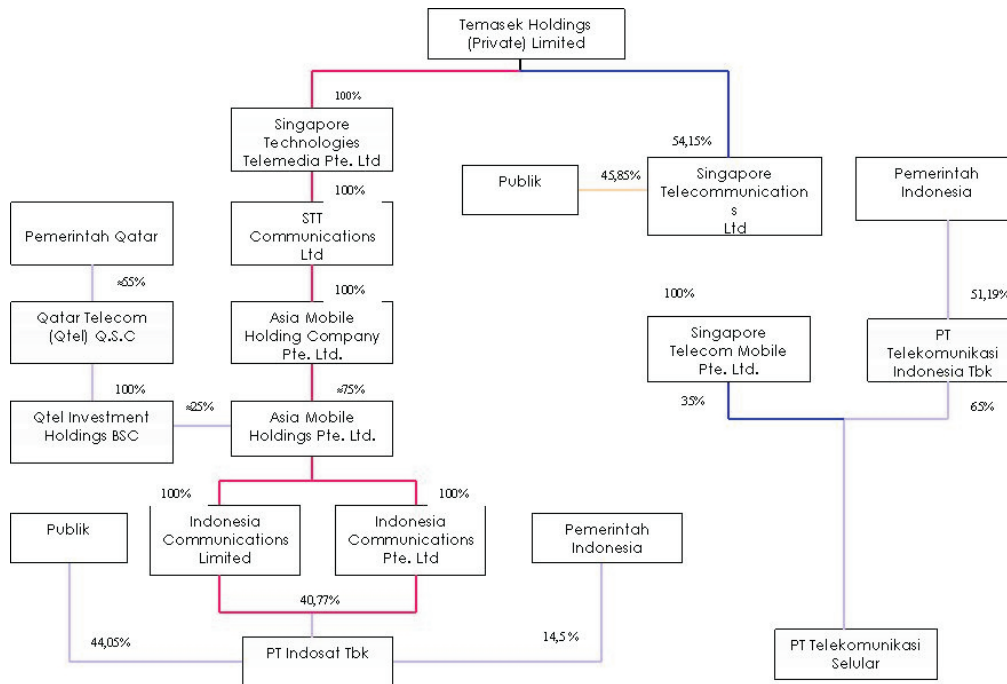 Temasek Holdings
(Private) Limited
100%
Singapore
Technologies
Telemedia Pte. Ltd
54,15%
Publik
45,85%
Singapore
Telecommunication
s
Ltd
Pemerintah
Indonesia
100%
STT
Communications
Ltd
Pemerintah Qatar
≈55%
100%
100%
51,19%
Qatar Telecom
(Qtel) Q.S.C
Asia Mobile
Holding Company
Pte. Ltd.
Singapore
Telecom Mobile
Pte. Ltd.
PT
Telekomunikasi
Indonesia Tbk
100%
≈75%
35%
65%
Qtel Investment
Holdings BSC
≈25%
Asia Mobile
Holdings Pte. Ltd.
100%
100%
Publik
Indonesia
Communications
Limited
Indonesia
Communications
Pte. Ltd
Pemerintah
Indonesia
40,77%
44,05%
14,5%
PT Indosat Tbk
PT Telekomunikasi
Selular